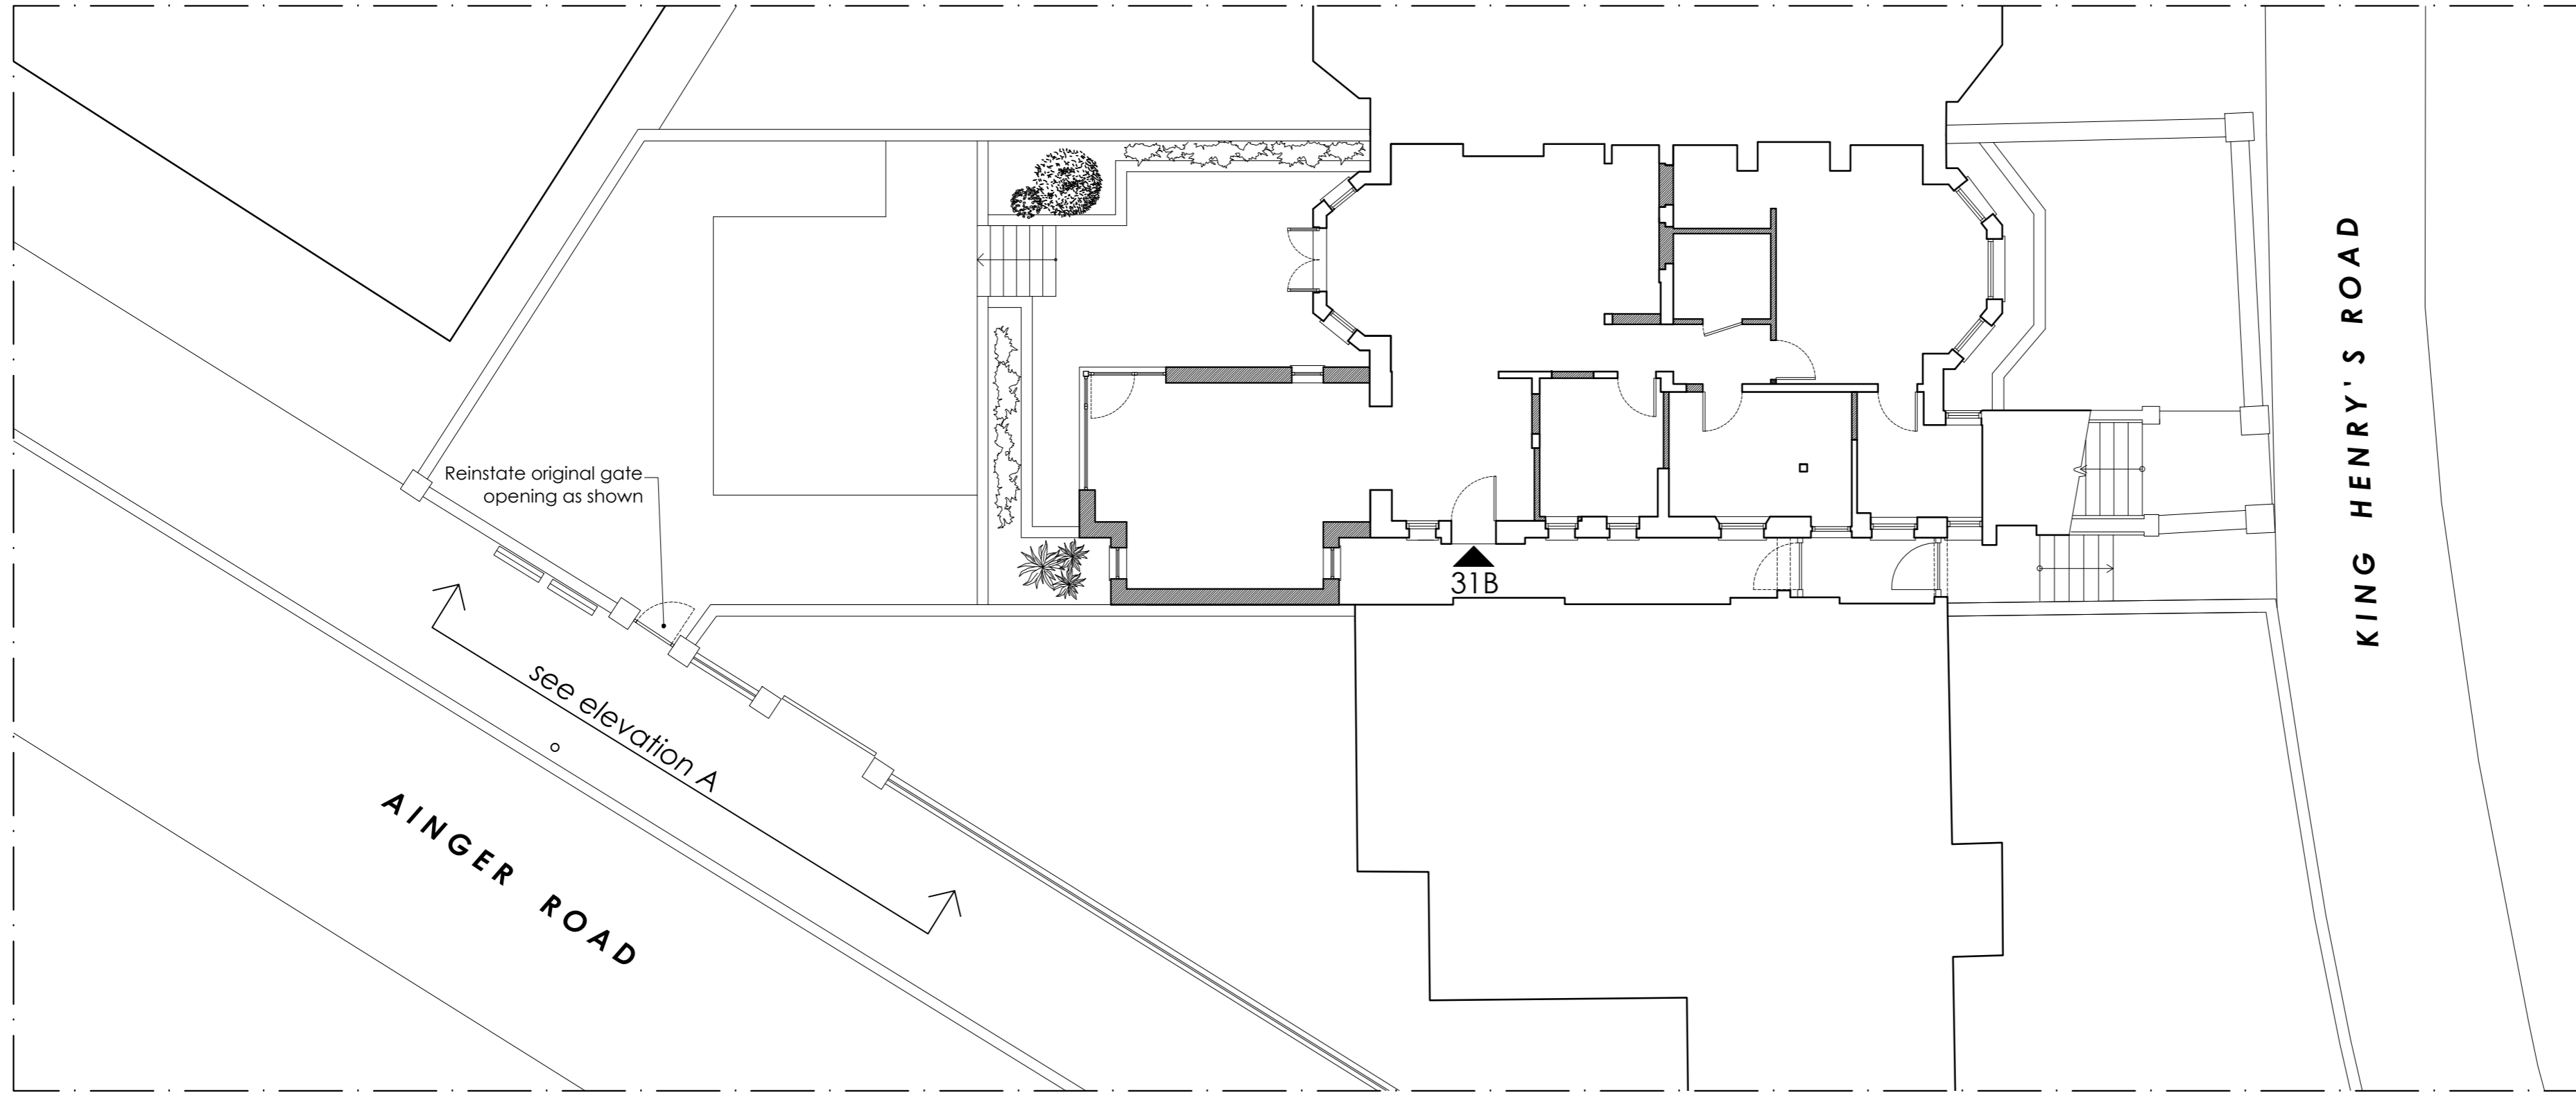 Reinstate original gate
opening as shown
see elevation A
AINGER ROAD
31B
KING HENRY'S ROAD